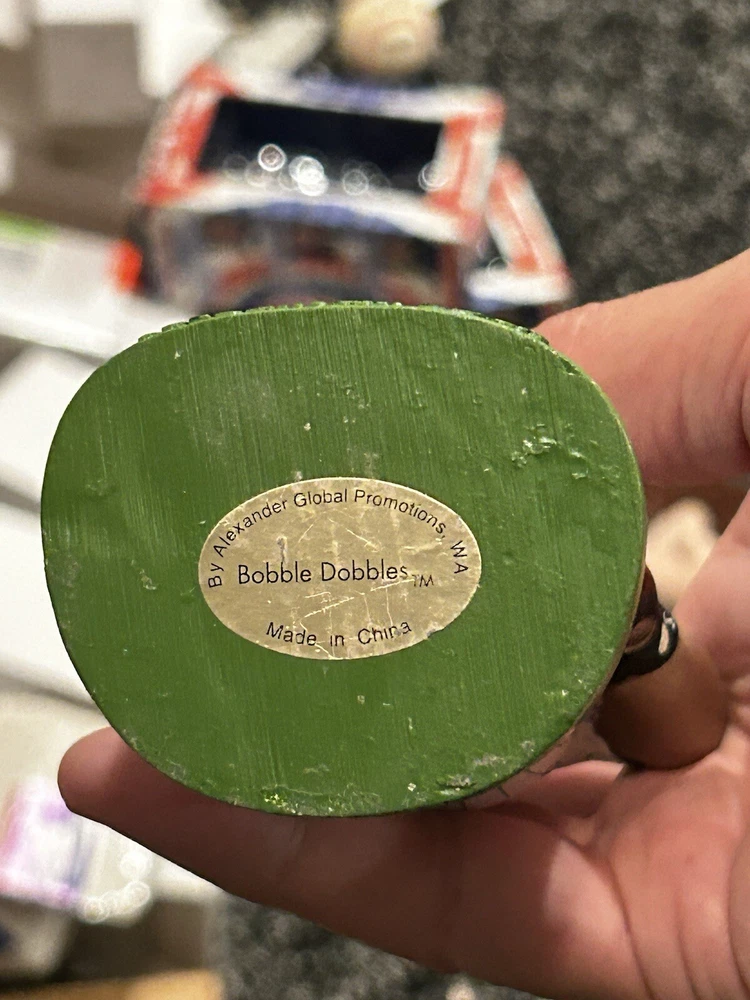 By Alexander Global Promotions, WA
Bobble Dobbles TM
Made in China